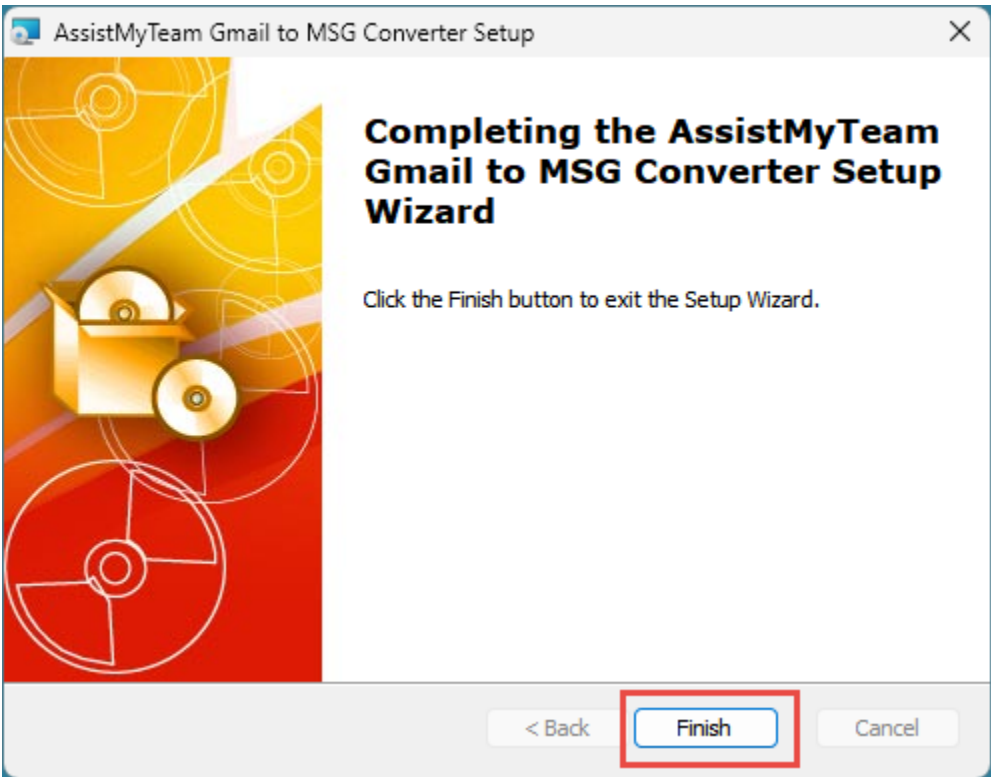 AssistMyTeam Gmail to MSG Converter Setup
Completing the AssistMyTeam
Gmail to MSG Converter Setup
Wizard
Click the Finish button to exit the Setup Wizard.
< Back Finish Cancel